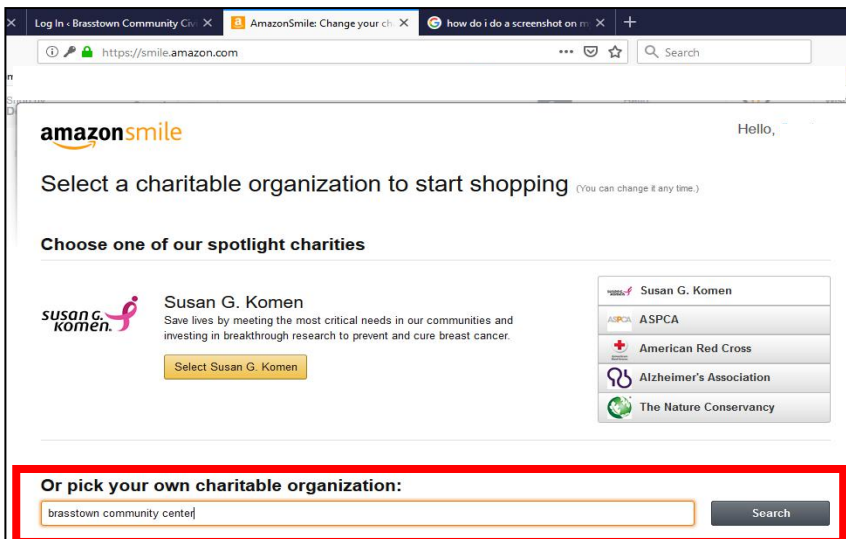 Log In ‹ Brasstown Community Civi
AmazonSmile: Change your ch
how do i do a screenshot on m
https://smile.amazon.com
Search
amazonsmile
Hello,
Select a charitable organization to start shopping (You can change it any time.)
Choose one of our spotlight charities
susan g.
komen.
Susan G. Komen
Save lives by meeting the most critical needs in our communities and
investing in breakthrough research to prevent and cure breast cancer.
Select Susan G. Komen
Susan G. Komen
ASPCA ASPCA
American Red Cross
Alzheimer's Association
The Nature Conservancy
Or pick your own charitable organization:
brasstown community center
Search